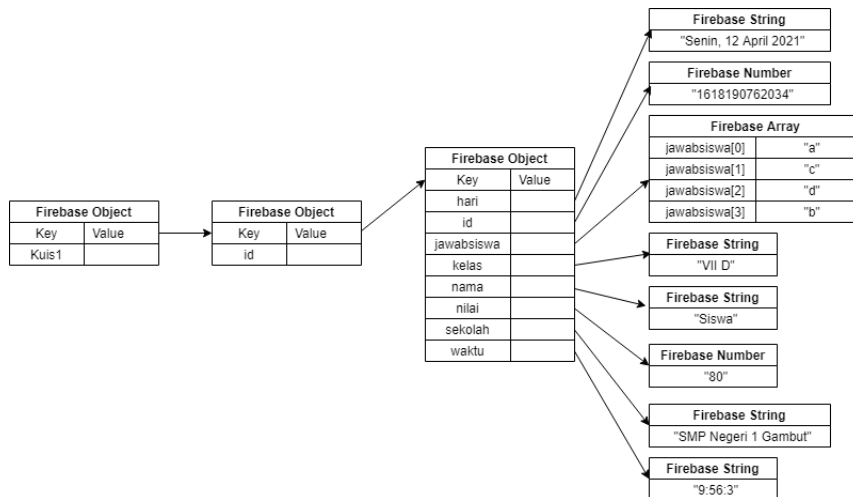 Firebase Object
Key Value
Kuis1
Firebase Object
Key Value
id
Firebase Object
Key Value
hari
id
jawabsiswa
kelas
nama
nilai
sekolah
waktu
Firebase String
"Senin, 12 April 2021"
Firebase Number
"1618190762034"
Firebase Array
jawabsiswa[0] "a"
jawabsiswa[1] "c"
jawabsiswa[2] "d"
jawabsiswa[3] "b"
Firebase String
"VII D"
Firebase String
"Siswa"
Firebase Number
"80"
Firebase String
"SMP Negeri 1 Gambut"
Firebase String
"9:56:3"